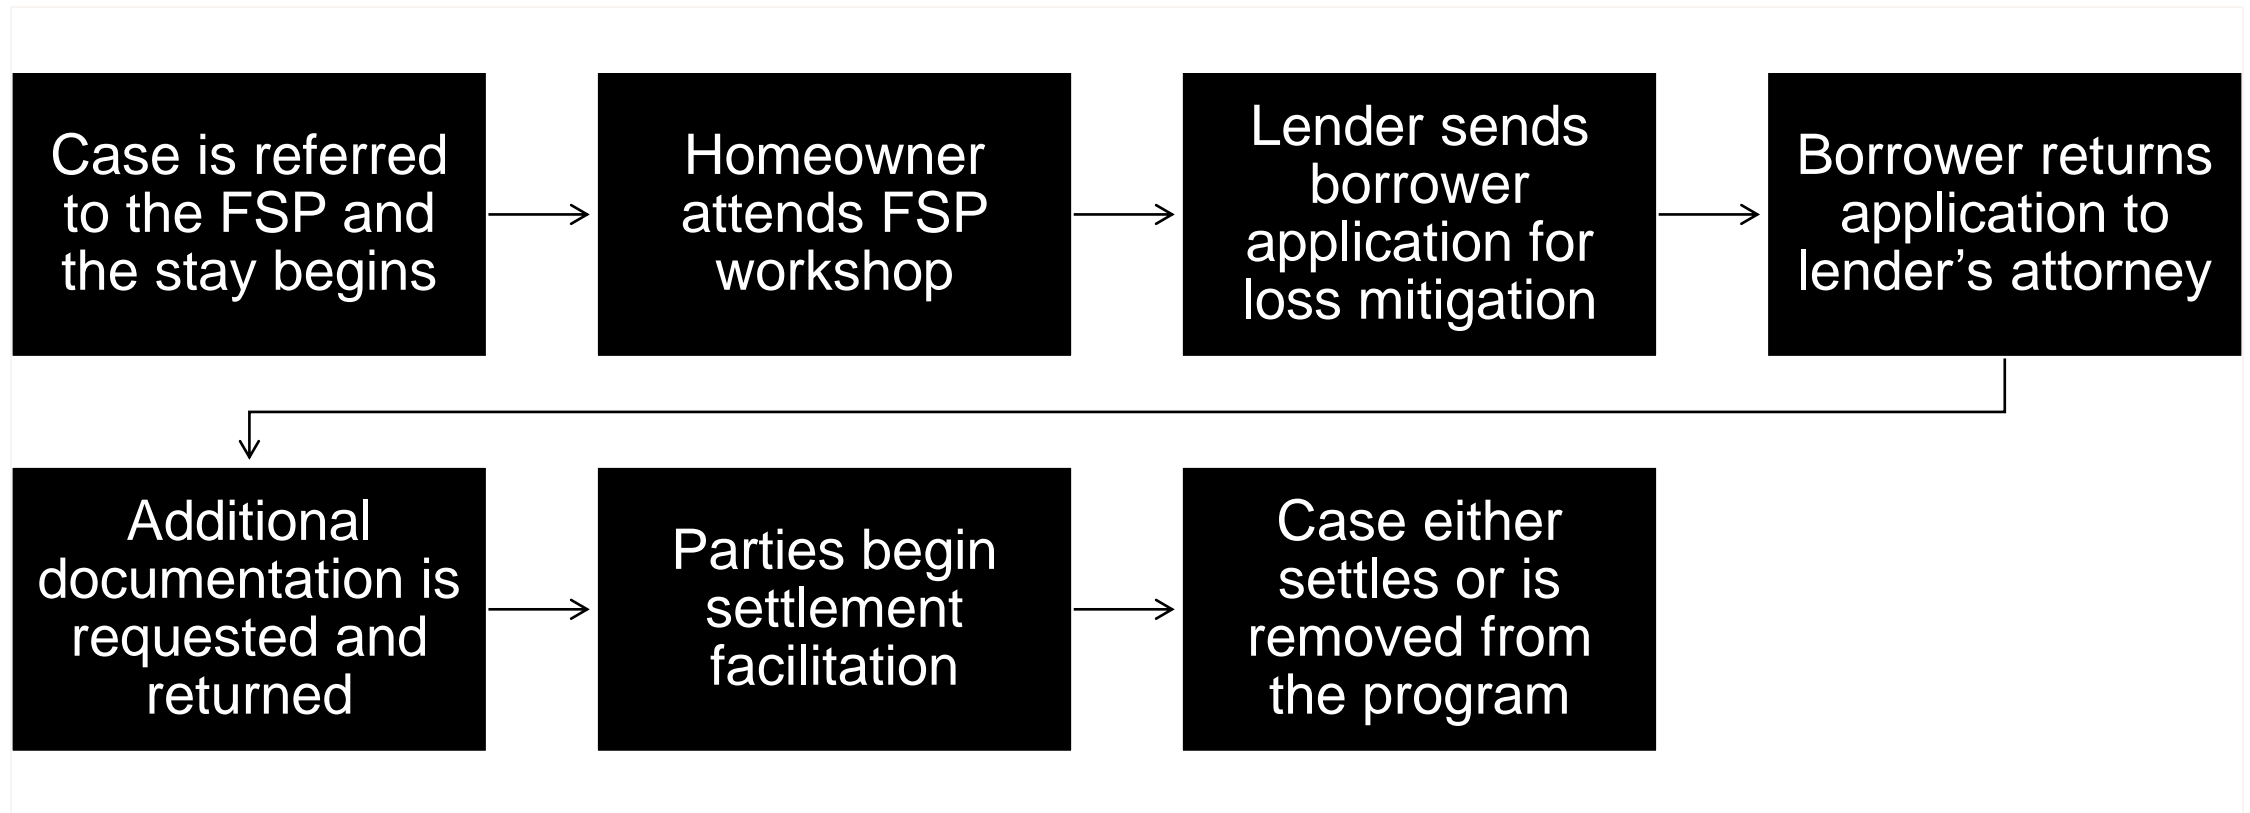 Case is referred
to the FSP and
the stay begins
Homeowner
attends FSP
workshop
Lender sends
borrower
application for
loss mitigation
Borrower returns
application to
lender’s attorney
Additional
documentation is
requested and
returned
Parties begin
settlement
facilitation
Case either
settles or is
removed from
the program